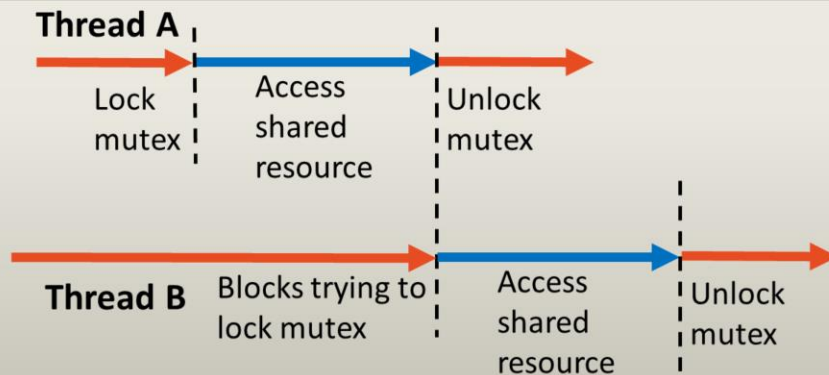 Thread A
Lock
mutex
Access
shared
resource
Unlock
mutex
Thread B
Blocks trying to
lock mutex
Access
shared
resource
Unlock
mutex